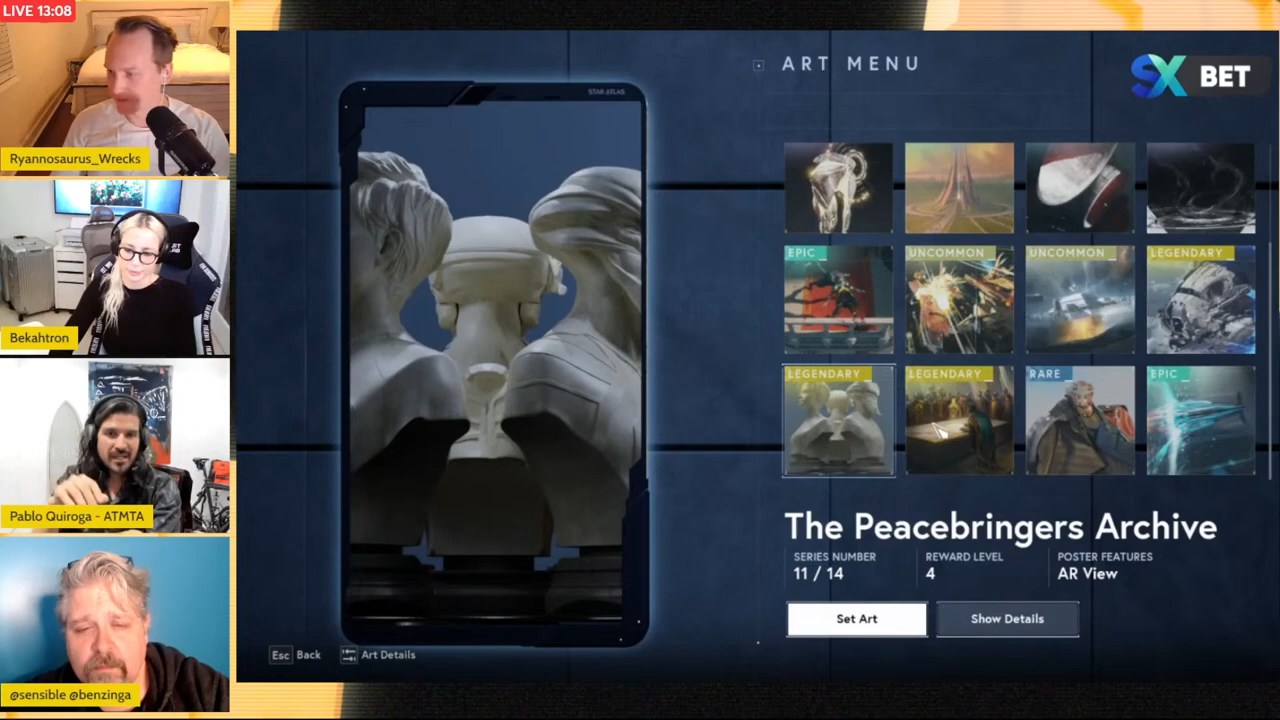 LIVE 13:08
Ryannosaurus_Wrecks
Bekahtron
Pablo Quiroga - ATMTA
@sensible @benzinga
STAR ATLAS
ART MENU
SX BET
EPIC
UNCOMMON
UNCOMMON
LEGENDARY
LEGENDARY
LEGENDARY
RARE
EPIC
The Peacebringers Archive
SERIES NUMBER
11 / 14
REWARD LEVEL
4
POSTER FEATURES
AR View
Set Art
Show Details
Esc Back
Art Details